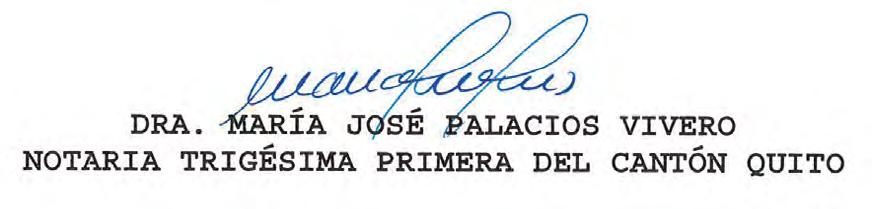 DRA. MARÍA JOSÉ PALACIOS VIVERO
NOTARIA TRIGÉSIMA PRIMERA DEL CANTÓN QUITO